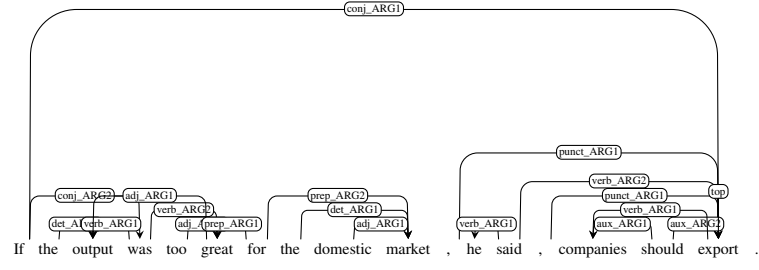 conj_ARG1
punct_ARG1
verb_ARG2
top
conj_ARG2 adj_ARG1 prep_ARG2 punct_ARG1
verb_ARG2 det_ARG1 verb_ARG1
verb_ARG1 prep_ARG1 adj_ARG1 verb_ARG1 aux_ARG1 aux_ARG2
If the output was too great for the domestic market , he said , companies should export .